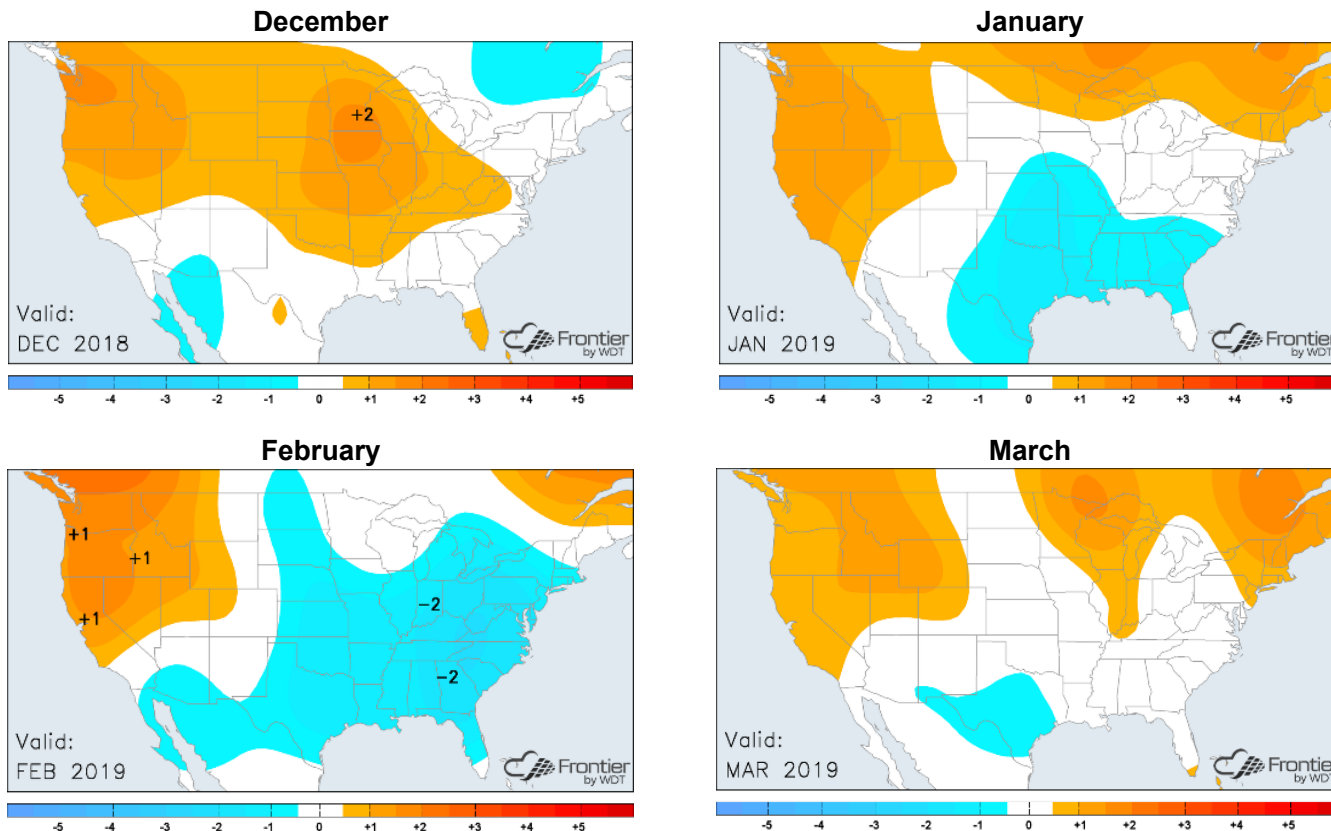 December
+2
Valid:
DEC 2018
Frontier
by WDT
-5 -4 -3 -2 -1 0 +1 +2 +3 +4 +5
January
Valid:
JAN 2019
Frontier
by WDT
-5 -4 -3 -2 -1 0 +1 +2 +3 +4 +5
February
+1
+1
+1
-2
-2
Valid:
FEB 2019
Frontier
by WDT
-5 -4 -3 -2 -1 0 +1 +2 +3 +4 +5
March
Valid:
MAR 2019
Frontier
by WDT
-5 -4 -3 -2 -1 0 +1 +2 +3 +4 +5